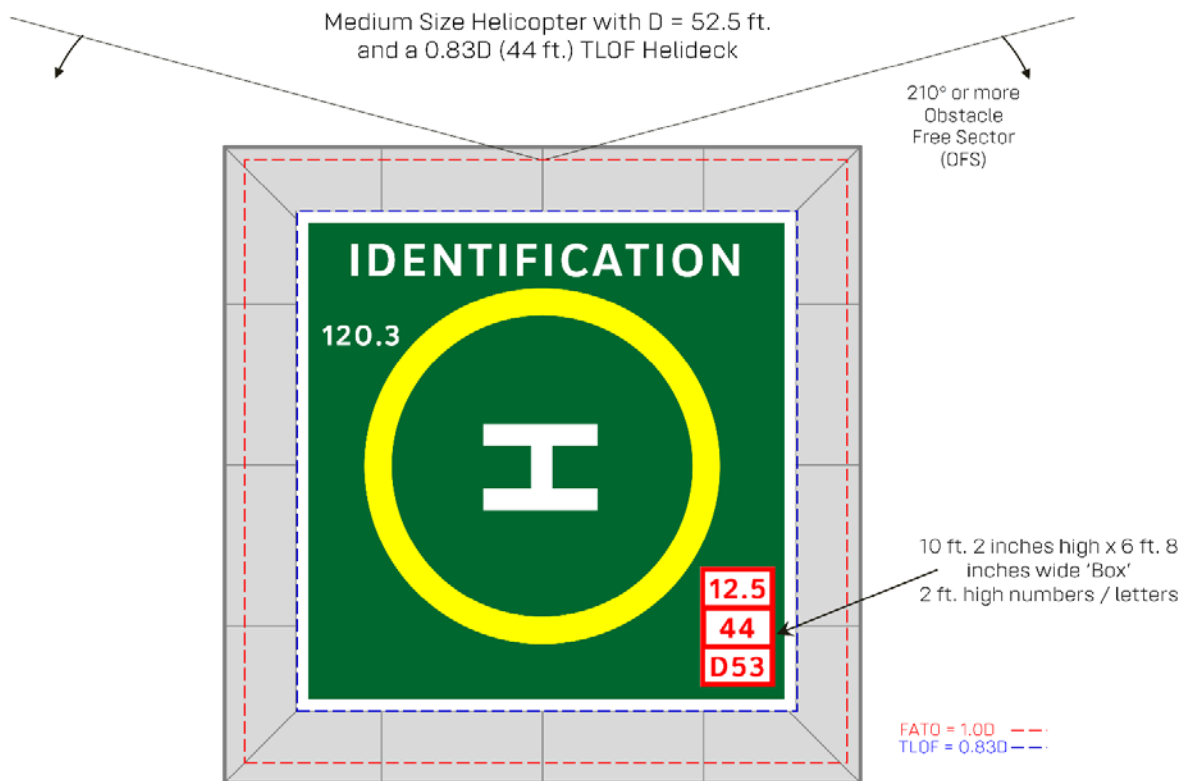 Medium Size Helicopter with D = 52.5 ft.
and a 0.83D (44 ft.) TLOF Helideck
210° or more
Obstacle
Free Sector
(OFS)
IDENTIFICATION
120.3
H
10 ft. 2 inches high x 6 ft. 8
inches wide ‘Box’
2 ft. high numbers / letters
12.5
44
D53
FATO = 1.0D
TLOF = 0.83D